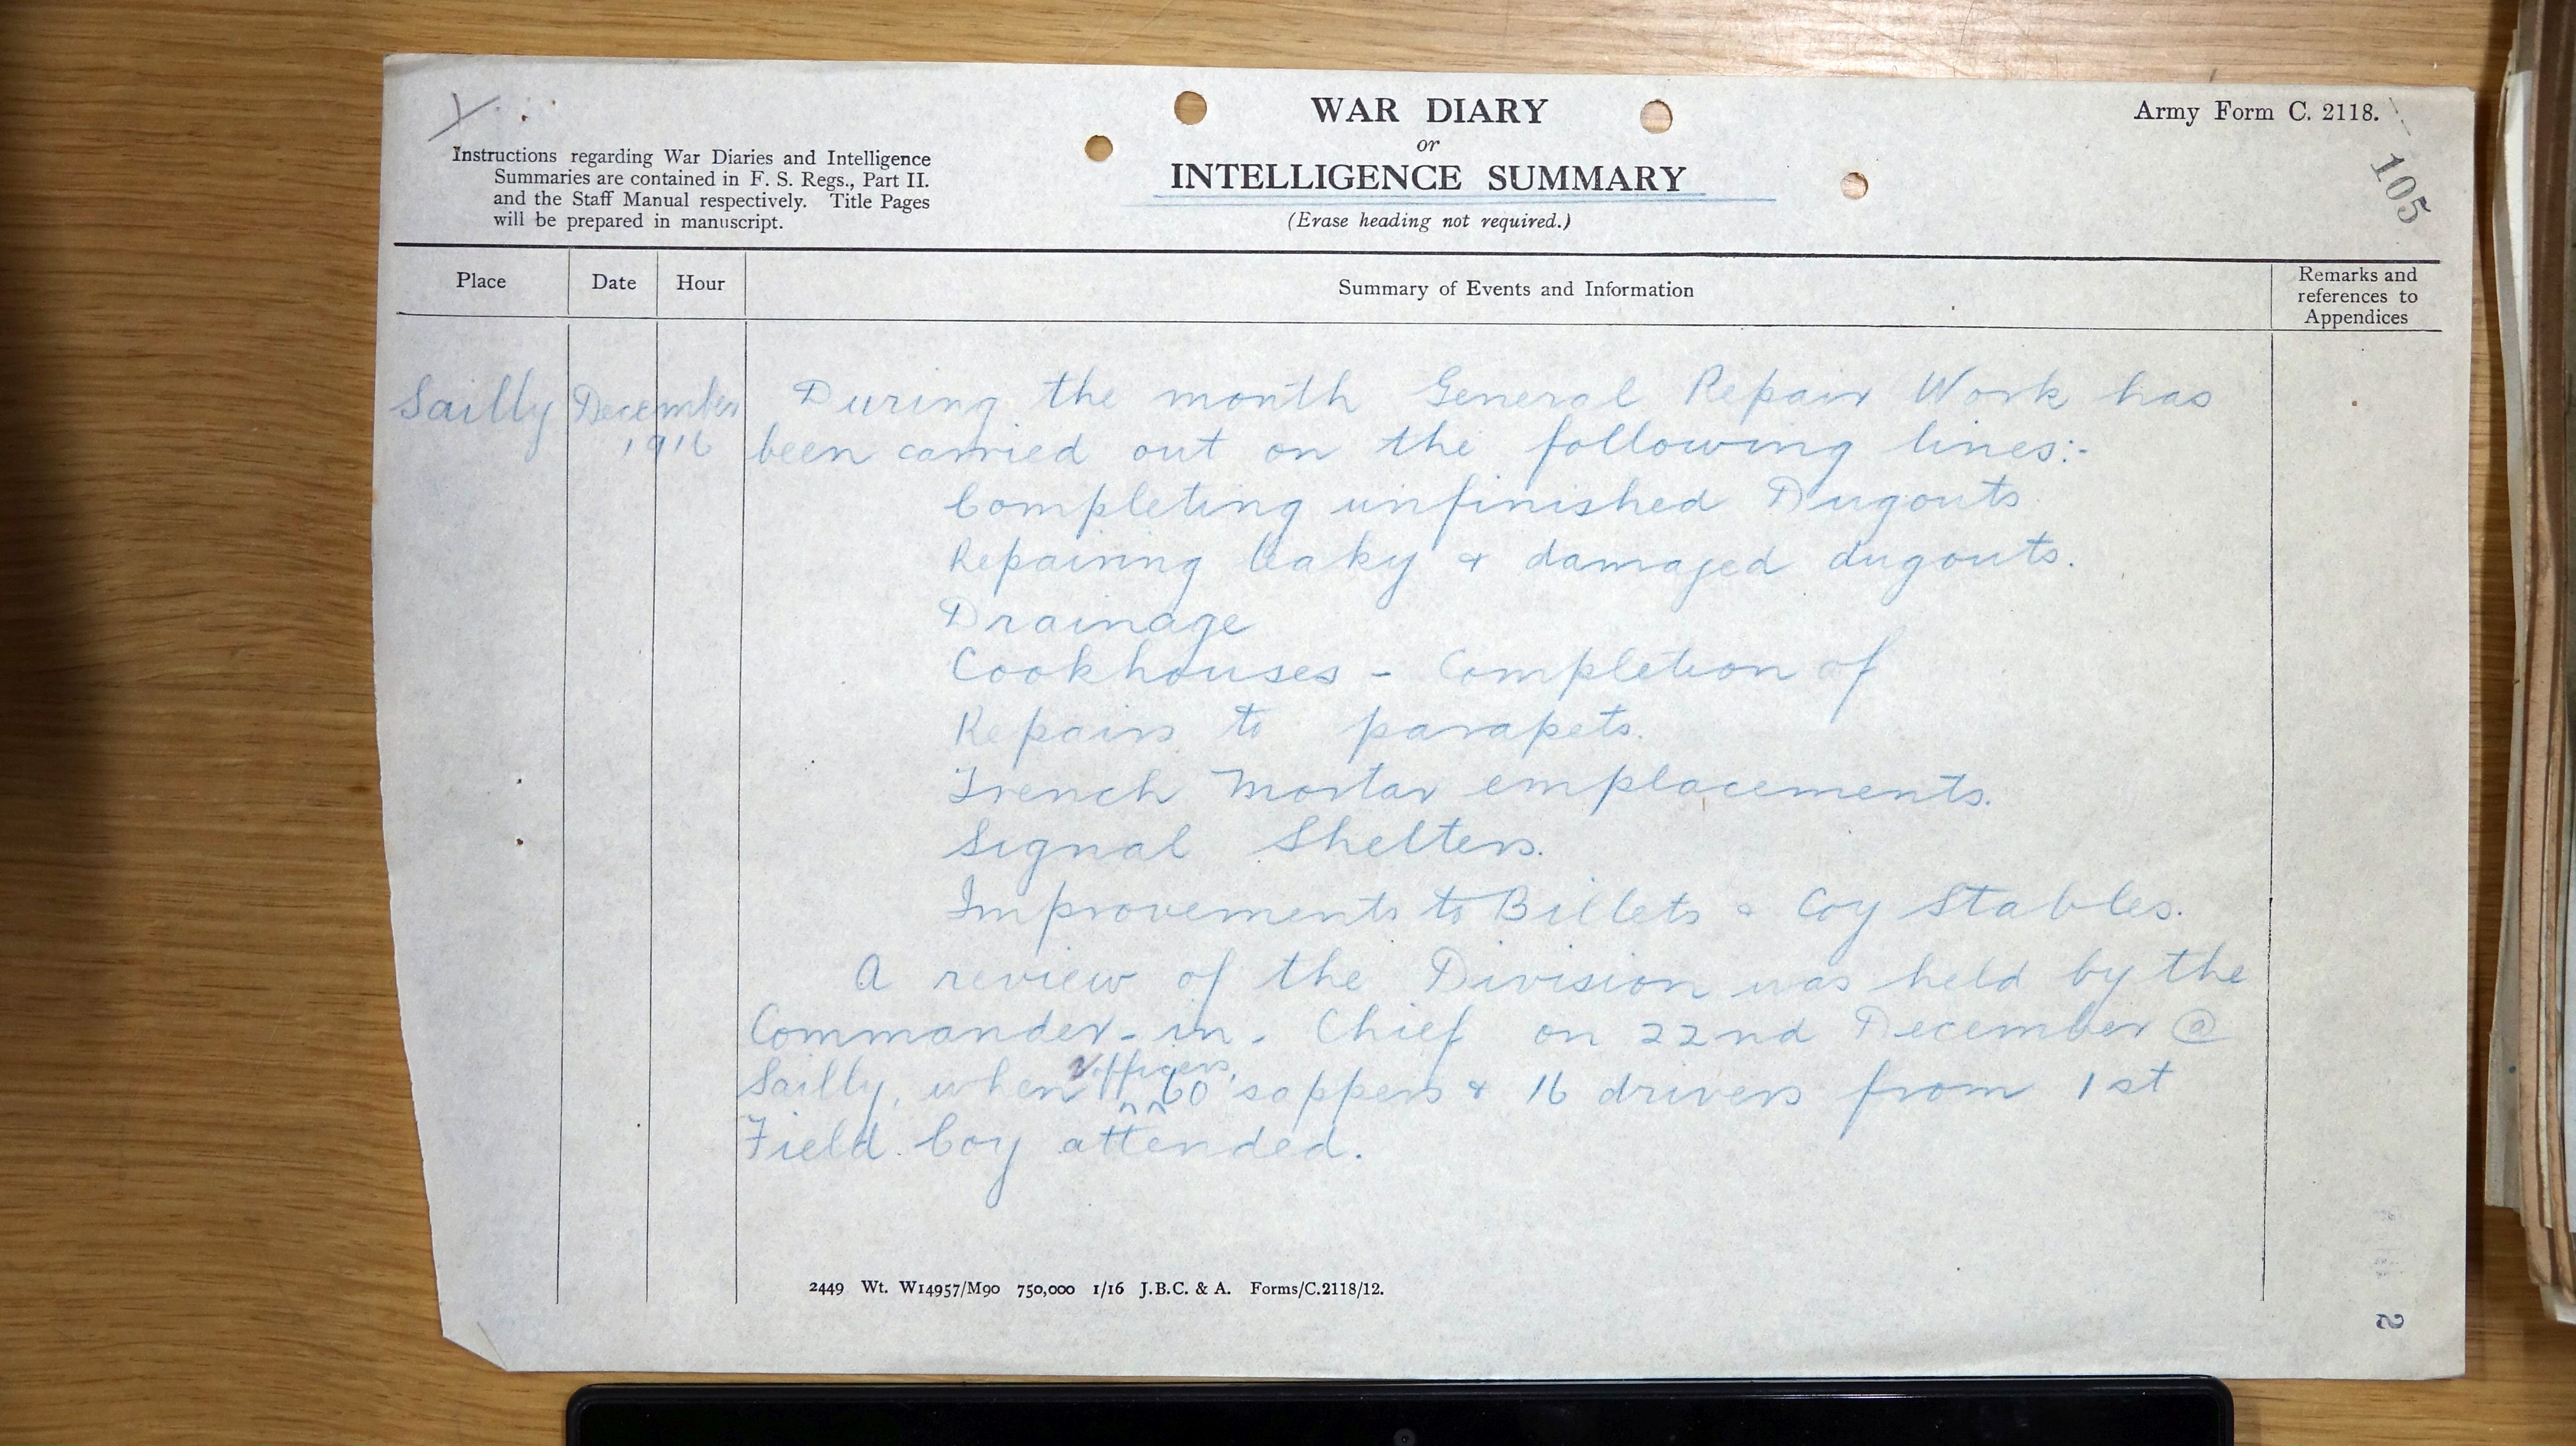 Army Form C. 2118.
105
WAR DIARY
or
INTELLIGENCE SUMMARY
(Erase heading not required.)
Instructions regarding War Diaries and Intelligence
Summaries are contained in F. S. Regs., Part II.
and the Staff Manual respectively. Title Pages
will be prepared in manuscript.
Place Date Hour Summary of Events and Information Remarks and
references to
Appendices
Sailly December During the month General Repair Work has
1916 been carried out on the following lines:-
Completing unfinished Dugouts
Repairing leaky & damaged dugouts.
Drainage
Cookhouses - Completion of
Repairs to parapets.
Trench Mortar emplacements.
Signal Shelters.
Improvements to Billets & Coy Stables.
A review of the Division was held by the
Commander-in-Chief on 22nd December @
Officers,
Sailly, when 60 sappers & 16 drivers from 1st
Field Coy attended.
2449 Wt. W14957/M90 750,000 1/16 J.B.C. & A. Forms/C.2118/12.
2